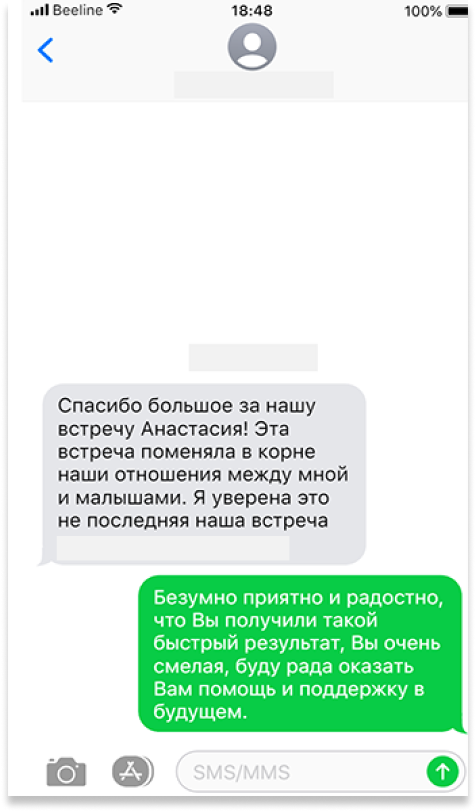 Beeline 18:48 100%
Спасибо большое за нашу
встречу Анастасия! Эта
встреча поменяла в корне
наши отношения между мной
и малышами. Я уверена это
не последняя наша встреча
Безумно приятно и радостно,
что Вы получили такой
быстрый результат, Вы очень
смелая, буду рада оказать
Вам помощь и поддержку в
будущем.
SMS/MMS